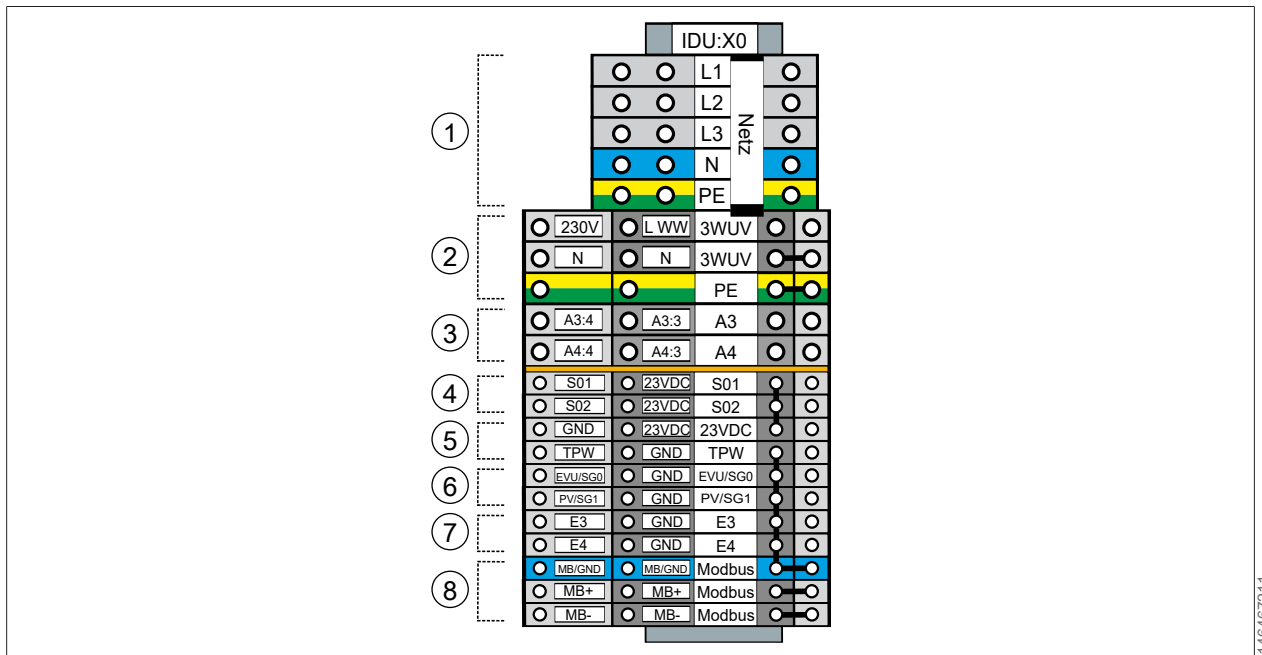 IDU:X0
L1
L2
L3
N
PE
Netz
1
230V L WW 3WUV
N N 3WUV
PE
2
A3:4 A3:3 A3
A4:4 A4:3 A4
3
S01 23VDC S01
S02 23VDC S02
4
GND 23VDC 23VDC
TPW GND TPW
5
EVU/SG0 GND EVU/SG0
PV/SG1 GND PV/SG1
6
E3 GND E3
E4 GND E4
7
MB/GND MB/GND Modbus
MB+ MB+ Modbus
MB- MB- Modbus
8